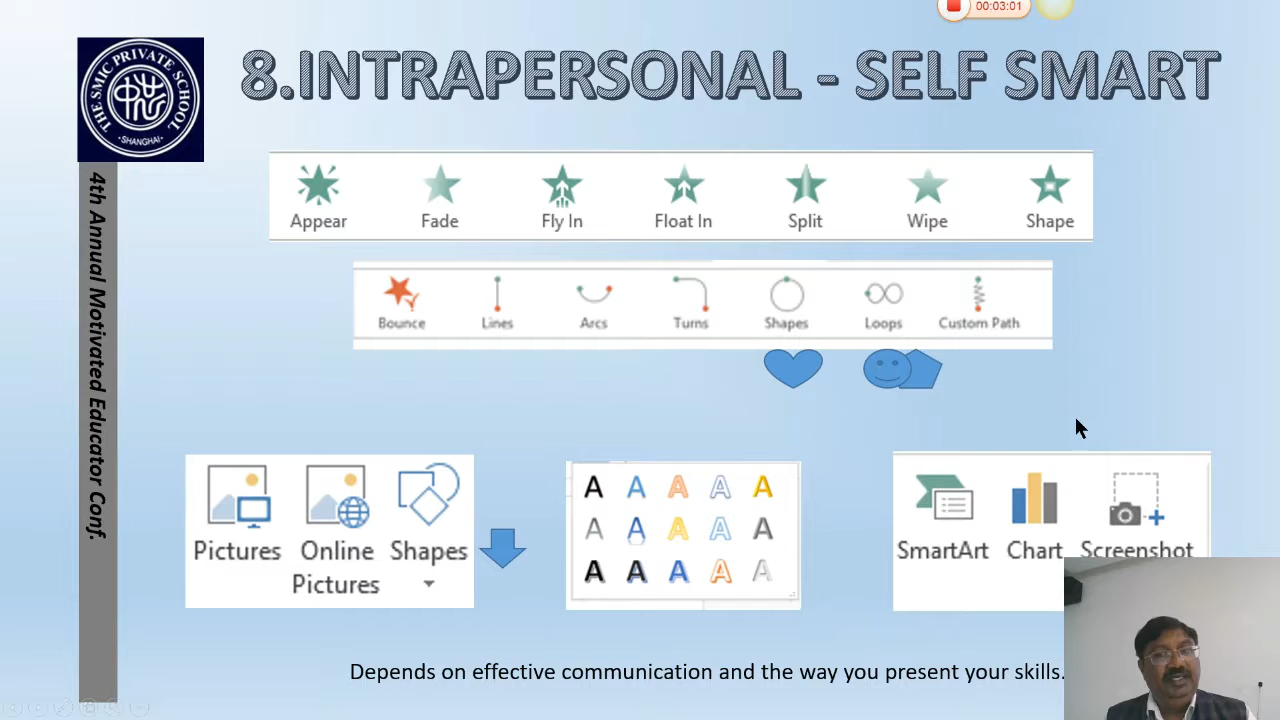 00:03:01
8.INTRAPERSONAL - SELF SMART
THE SMIC PRIVATE SCHOOL
·SHANGHAI·
4th Annual Motivated Educator Conf.
Appear Fade Fly In Float In Split Wipe Shape
Bounce Lines Arcs Turns Shapes Loops Custom Path
Pictures Online Pictures Shapes
A A A A A
A A A A A
A A A A A
SmartArt Chart Screenshot
Depends on effective communication and the way you present your skills.